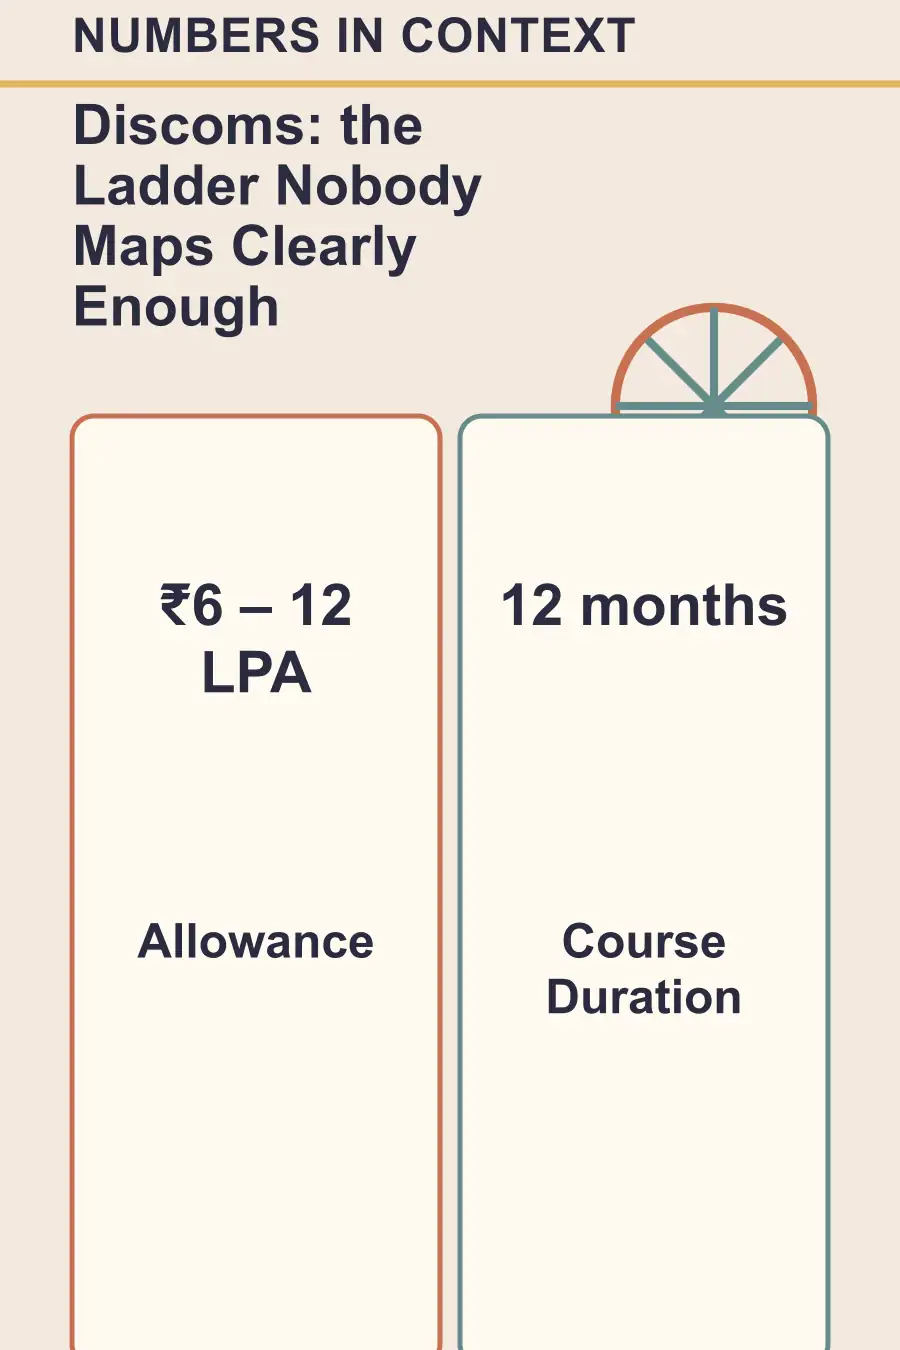 NUMBERS IN CONTEXT
Discoms: the
Ladder Nobody
Maps Clearly
Enough
₹6 – 12
LPA
Allowance
12 months
Course
Duration